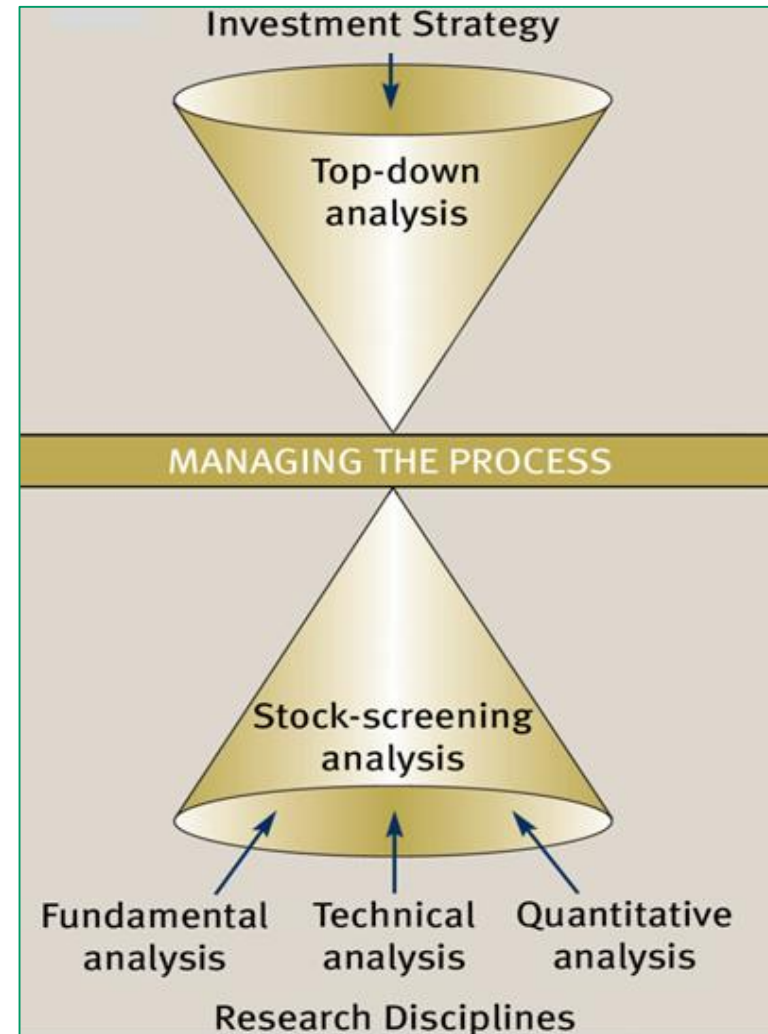 Investment Strategy
Top-down
analysis
MANAGING THE PROCESS
Stock-screening
analysis
Fundamental
analysis
Technical
analysis
Quantitative
analysis
Research Disciplines